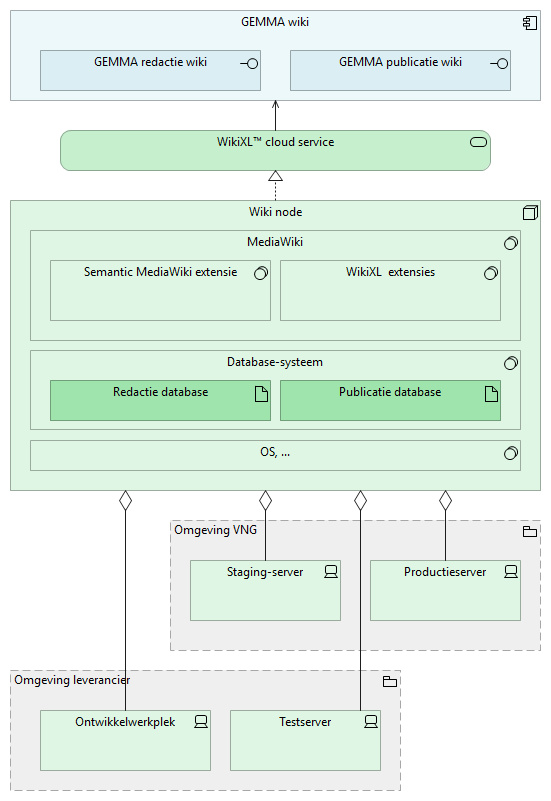 GEMMA wiki
GEMMA redactie wiki
GEMMA publicatie wiki
WikiXL™ cloud service
Wiki node
MediaWiki
Semantic MediaWiki extensie
WikiXL extensies
Database-systeem
Redactie database
Publicatie database
OS, ...
Omgeving VNG
Staging-server
Productieserver
Omgeving leverancier
Ontwikkelwerkplek
Testserver